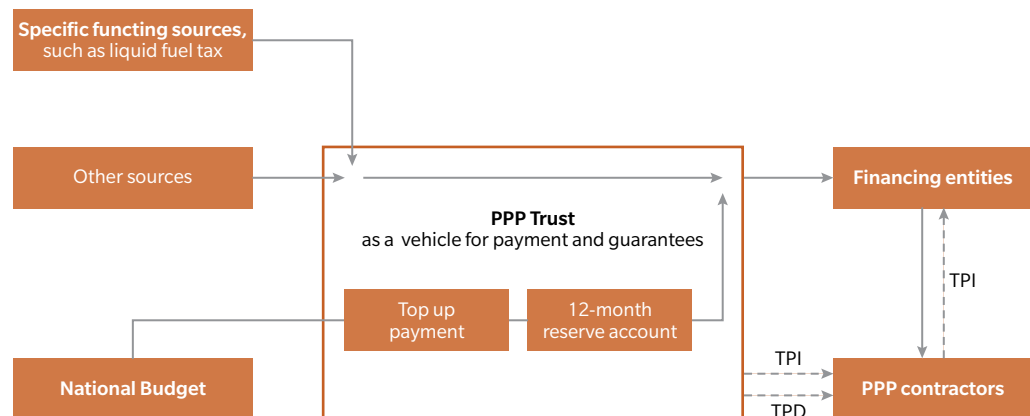 Specific functing sources,
such as liquid fuel tax
Other sources
Financing entities
PPP Trust
as a vehicle for payment and guarantees
TPI
Top up
payment
12-month
reserve account
TPI
National Budget
PPP contractors
TPD